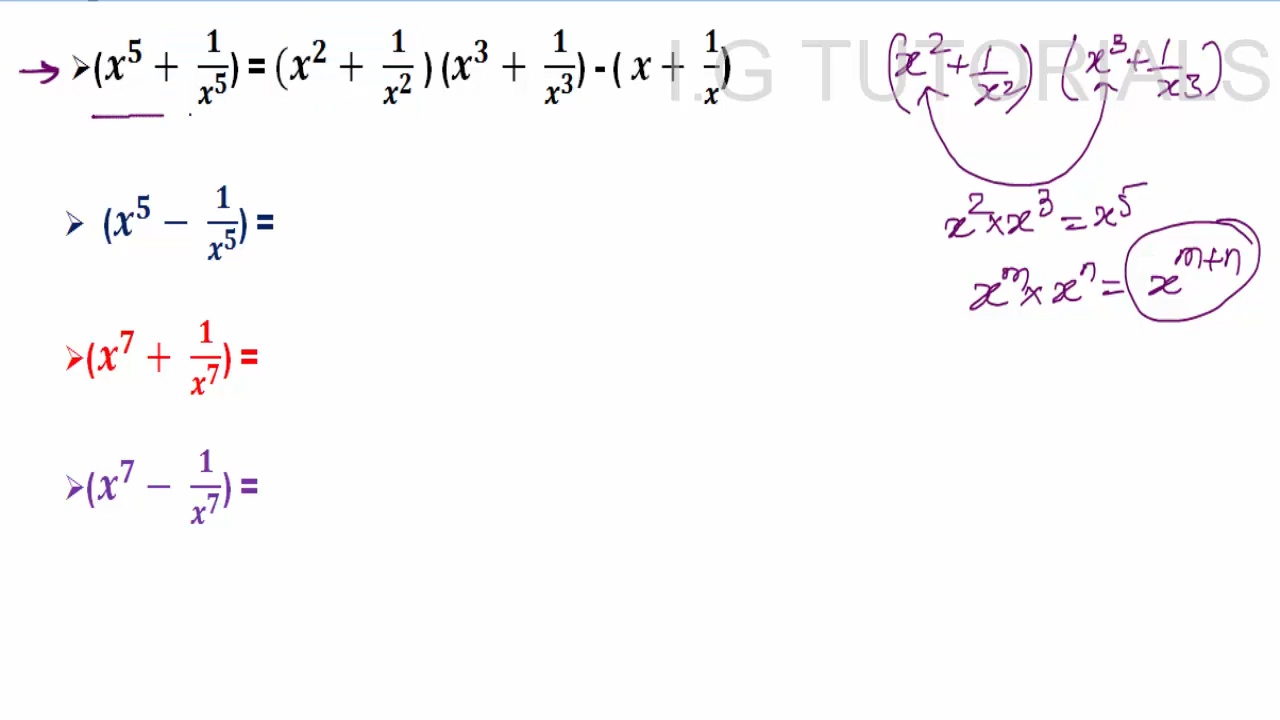 ➢(x⁵ + 1/x⁵) = (x² + 1/x²) (x³ + 1/x³) - ( x + 1/x)
I.G TUTORIALS
(x² + 1/x²) (x³ + 1/x³)
x² × x³ = x⁵
xᵐ × xⁿ = xᵐ⁺ⁿ
➢ (x⁵ − 1/x⁵) =
➢(x⁷ + 1/x⁷) =
➢(x⁷ − 1/x⁷) =